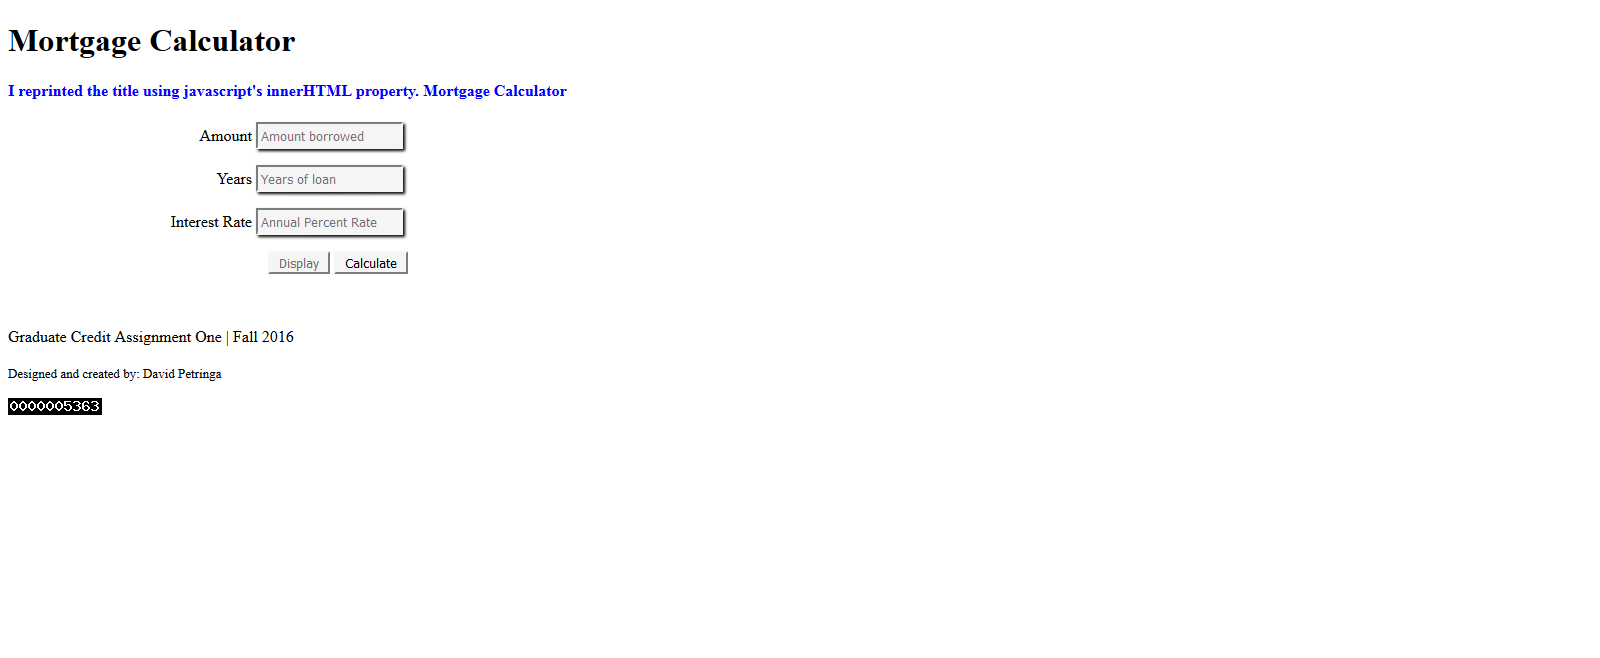 Mortgage Calculator
I reprinted the title using javascript's innerHTML property. Mortgage Calculator
Amount Amount borrowed
Years Years of loan
Interest Rate Annual Percent Rate
Display Calculate
Graduate Credit Assignment One | Fall 2016
Designed and created by: David Petringa
0000005363